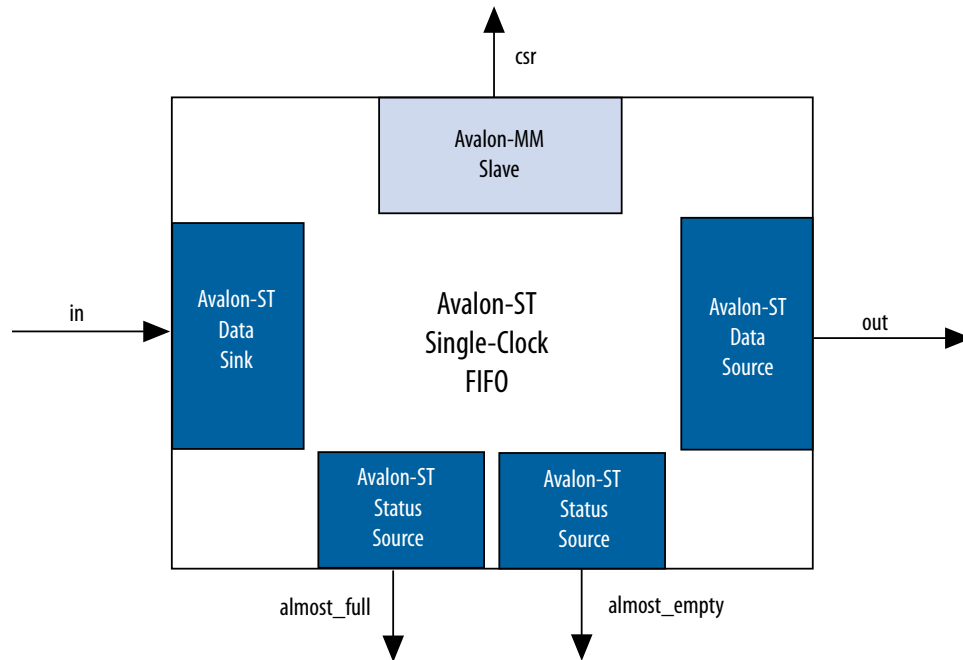 csr
Avalon-MM
Slave
Avalon-ST
Data
Sink
in
Avalon-ST
Single-Clock
FIFO
Avalon-ST
Data
Source
out
Avalon-ST
Status
Source
Avalon-ST
Status
Source
almost_full
almost_empty